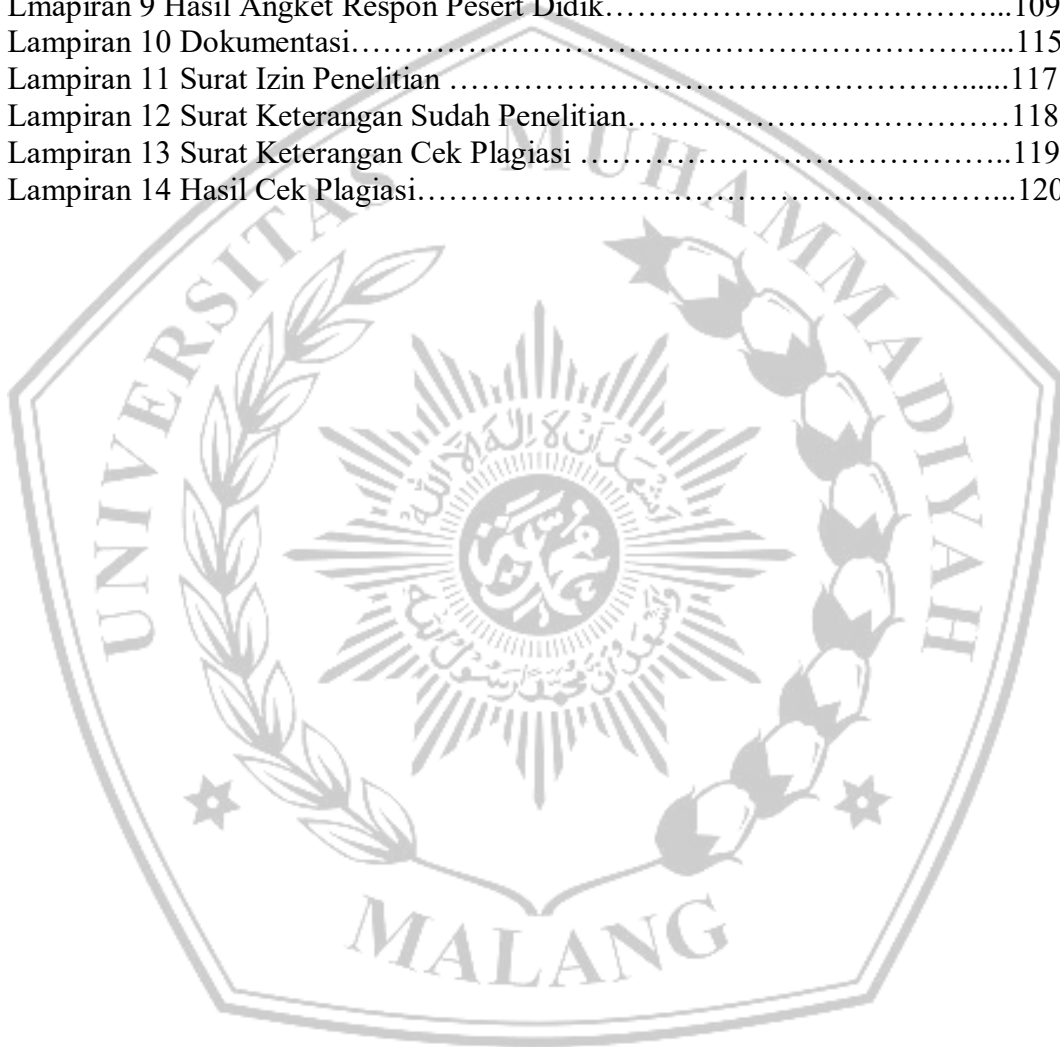 Lmapiran 9 Hasil Angket Respon Pesert Didik…………………………………...109
Lampiran 10 Dokumentasi…………………………………………………………...115
Lampiran 11 Surat Izin Penelitian ……………………………………………......117
Lampiran 12 Surat Keterangan Sudah Penelitian…………………………………118
Lampiran 13 Surat Keterangan Cek Plagiasi ……………………………………..119
Lampiran 14 Hasil Cek Plagiasi……………………………………………………...120
UNIVERSITAS MUHAMMADIYAH
MALANG